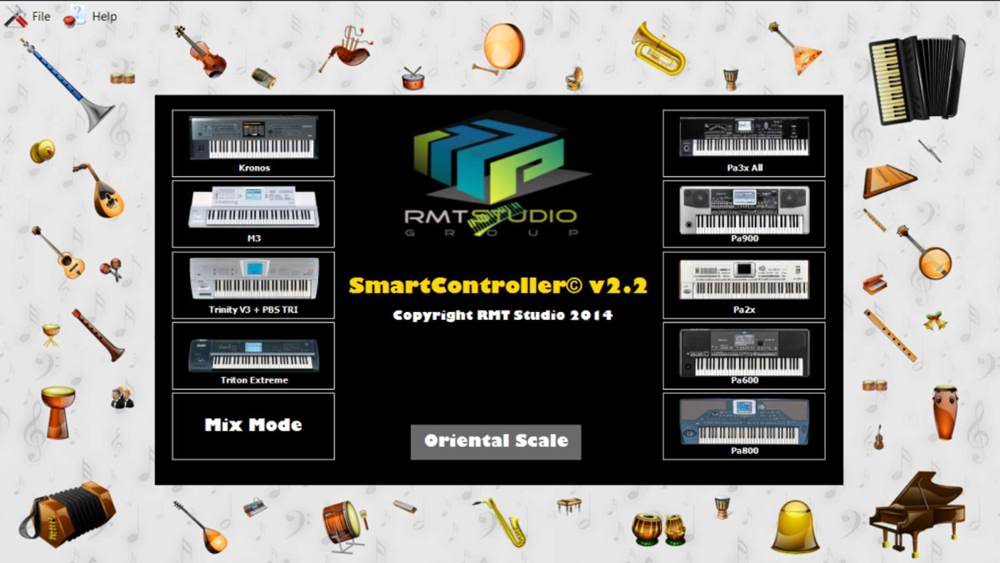 File
Help
Kronos
M3
Trinity V3 + PBS TRI
Triton Extreme
Mix Mode
RMT STUDIO
GROUP
SmartController© v2.2
Copyright RMT Studio 2014
Oriental Scale
Pa3x All
Pa900
Pa2x
Pa600
Pa800